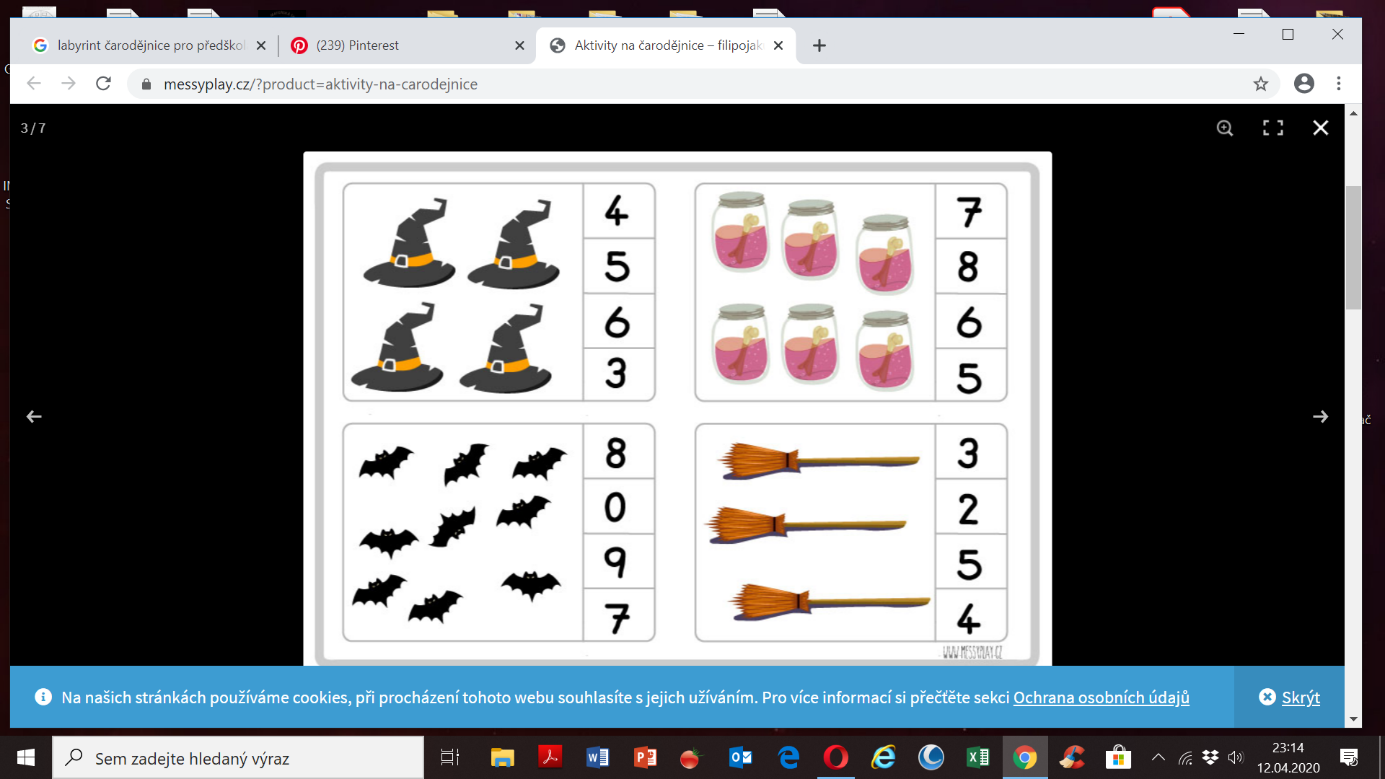 labyrint čarodějnice pro předškol
(239) Pinterest
Aktivity na čarodějnice – filipojak
messyplay.cz/?product=aktivity-na-carodejnice
3 / 7
4
5
6
3
7
8
6
5
8
0
9
7
3
2
5
4
WWW.MESSYPLAY.CZ
Na našich stránkách používáme cookies, při procházení tohoto webu souhlasíte s jejich užíváním. Pro více informací si přečtěte sekci Ochrana osobních údajů
Skrýt
Sem zadejte hledaný výraz
23:14
12.04.2020